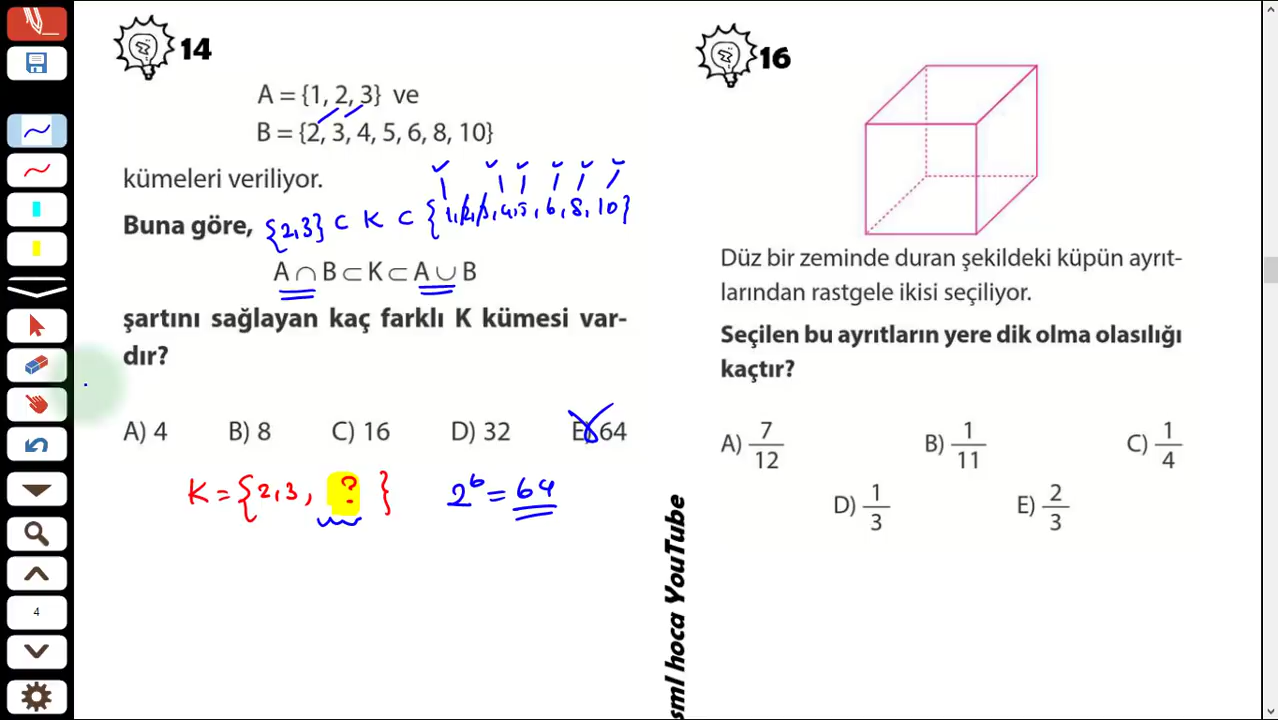 14
A = {1, 2, 3} ve
B = {2, 3, 4, 5, 6, 8, 10}
kümeleri veriliyor.
Buna göre, {2,3} ⊂ K ⊂ {1,2,3,4,5,6,8,10}
A ∩ B ⊂ K ⊂ A ∪ B
şartını sağlayan kaç farklı K kümesi var-
dır?
A) 4 B) 8 C) 16 D) 32 E) 64
K = {2,3, ? } 2⁶ = 64
16
Düz bir zeminde duran şekildeki küpün ayrıt-
larından rastgele ikisi seçiliyor.
Seçilen bu ayrıtların yere dik olma olasılığı
kaçtır?
A) 7/12 B) 1/11 C) 1/4
D) 1/3 E) 2/3
sml hoca YouTube
4